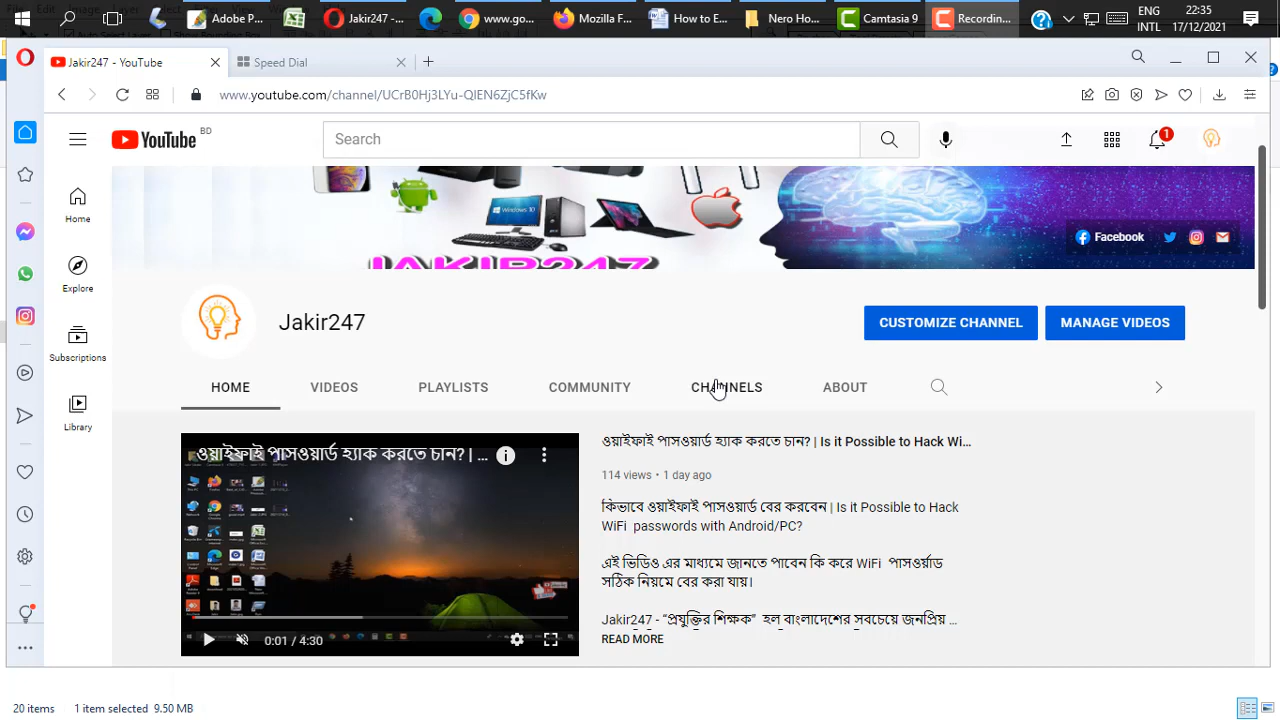 Adobe P...
Jakir247 -...
www.go...
Mozilla F...
How to E...
Nero Ho...
Camtasia 9
Recordin...
ENG
INTL
22:35
17/12/2021
Jakir247 - YouTube
Speed Dial
www.youtube.com/channel/UCrB0Hj3LYu-QlEN6ZjC5fKw
YouTube BD
Search
1
Home
Explore
Subscriptions
Library
Windows 10
JAKIR247
Facebook
Jakir247
CUSTOMIZE CHANNEL
MANAGE VIDEOS
HOME
VIDEOS
PLAYLISTS
COMMUNITY
CHANNELS
ABOUT
ওয়াইফাই পাসওয়ার্ড হ্যাক করতে চান? | ...
0:01 / 4:30
ওয়াইফাই পাসওয়ার্ড হ্যাক করতে চান? | Is it Possible to Hack Wi...
114 views • 1 day ago
কিভাবে ওয়াইফাই পাসওয়ার্ড বের করবেন | Is it Possible to Hack
WiFi passwords with Android/PC?
এই ভিডিও এর মাধ্যমে জানতে পাবেন কি করে WiFi পাসওয়ার্ড
সঠিক নিয়মে বের করা যায়।
Jakir247 - “প্রযুক্তির শিক্ষক” হল বাংলাদেশের সবচেয়ে জনপ্রিয় ...
READ MORE
20 items
1 item selected 9.50 MB